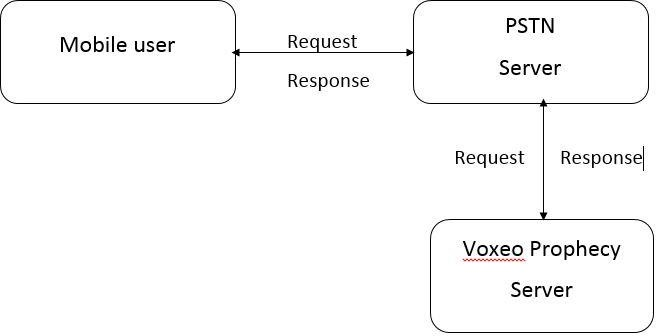 Mobile user
Request
Response
PSTN
Server
Request Response
Voxeo Prophecy
Server